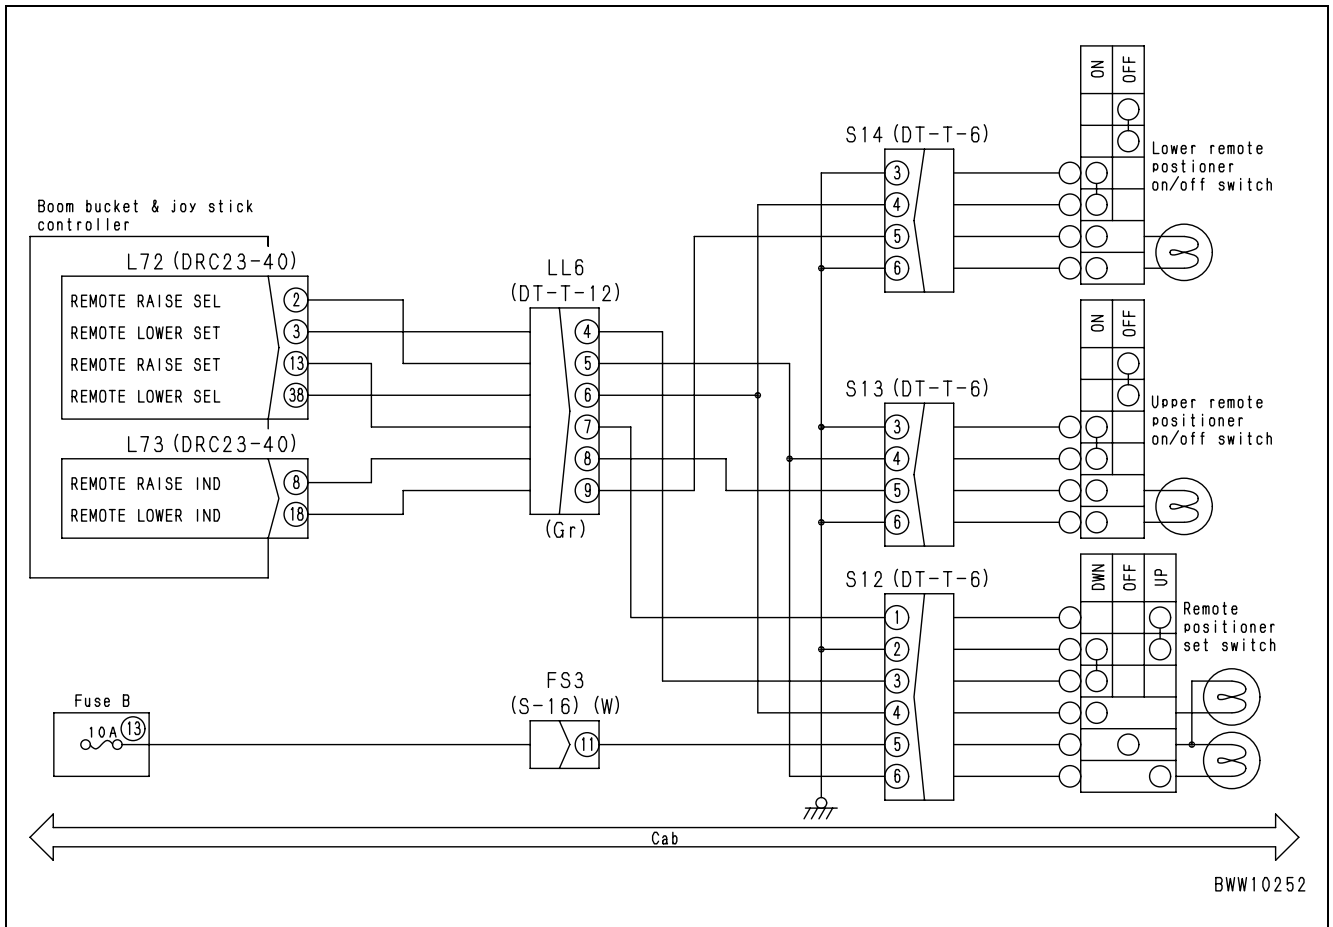 ON OFF
S14 (DT-T-6)
3
4
5
6
Lower remote
postioner
on/off switch
Boom bucket & joy stick
controller
L72 (DRC23-40)
REMOTE RAISE SEL 2
REMOTE LOWER SET 3
REMOTE RAISE SET 13
REMOTE LOWER SEL 38
L73 (DRC23-40)
REMOTE RAISE IND 8
REMOTE LOWER IND 18
LL6
(DT-T-12)
4
5
6
7
8
9
(Gr)
ON OFF
S13 (DT-T-6)
3
4
5
6
Upper remote
positioner
on/off switch
DWN OFF UP
S12 (DT-T-6)
1
2
3
4
5
6
Remote
positioner
set switch
Fuse B
10A 13
FS3
(S-16) (W)
11
Cab
BWW10252